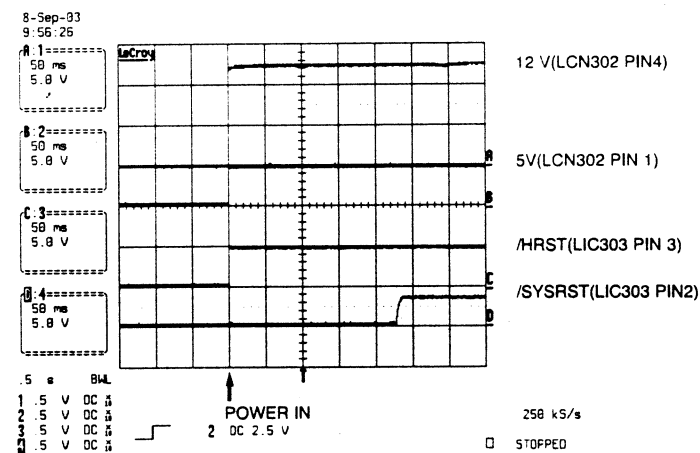 8-Sep-03
9:56:26
A:1
50 ms
5.0 V
B:2
50 ms
5.0 V
C:3
50 ms
5.0 V
D:4
50 ms
5.0 V
LeCroy
A
B
C
D
12 V(LCN302 PIN4)
5V(LCN302 PIN 1)
/HRST(LIC303 PIN 3)
/SYSRST(LIC303 PIN2)
POWER IN
.5 s BWL
1 .5 V DC
2 .5 V DC
3 .5 V DC
4 .5 V DC
2 DC 2.5 V
250 kS/s
STOPPED